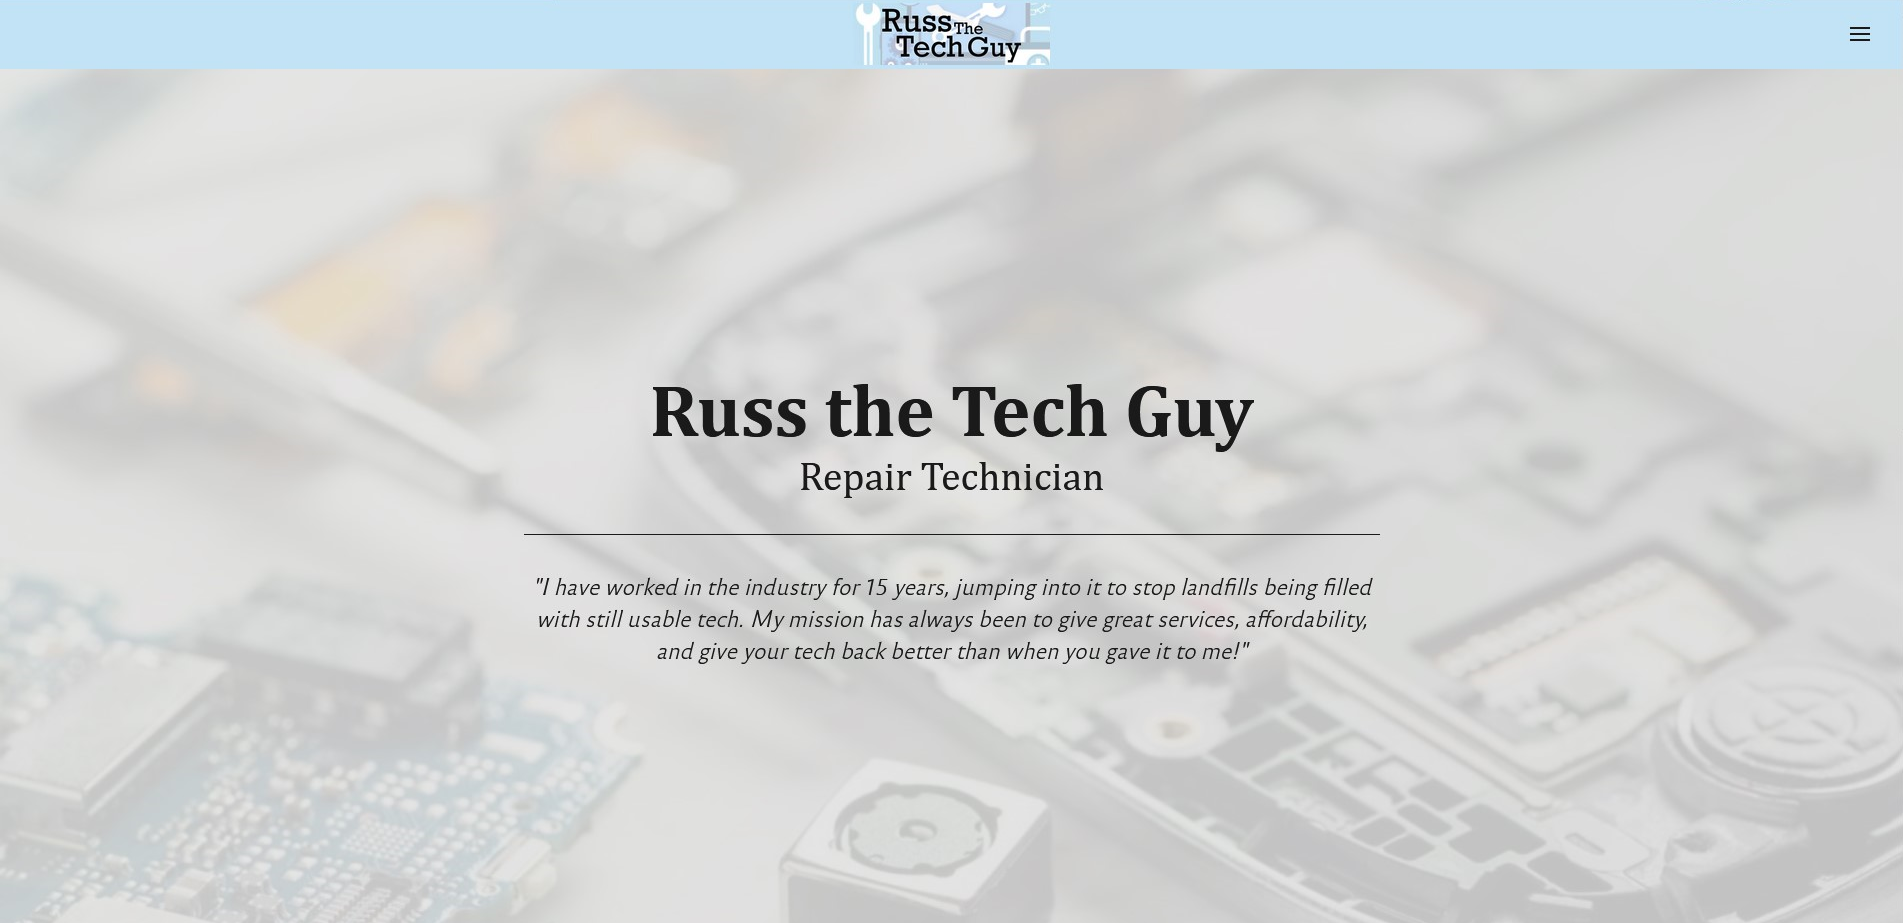 Russ The
Tech Guy
Russ the Tech Guy
Repair Technician
"I have worked in the industry for 15 years, jumping into it to stop landfills being filled
with still usable tech. My mission has always been to give great services, affordability,
and give your tech back better than when you gave it to me!"